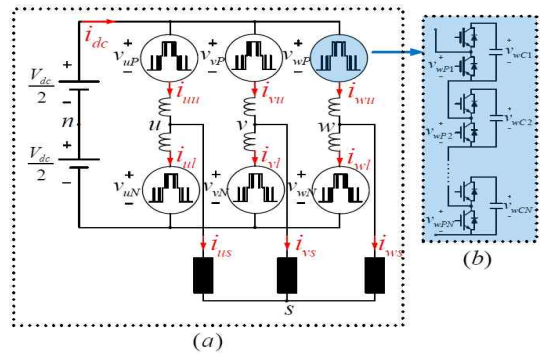 i_dc
V_dc/2
n
V_dc/2
v_uP
v_vP
v_wP
i_uu
i_vu
i_wu
u
v
w
i_ul
i_vl
i_wl
v_uN
v_vN
v_wN
i_us
i_vs
i_ws
s
(a)
v_wP1
v_wC1
v_wP2
v_wC2
v_wPN
v_wCN
(b)